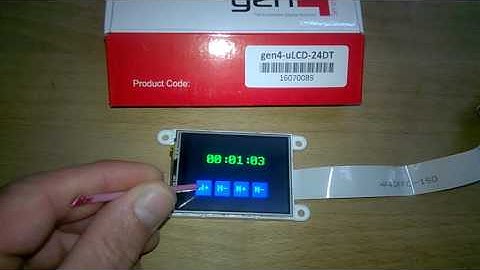 gen4
gen4-uLCD-24DT
16070089
Product Code:
00:01:03
H- M+ M-